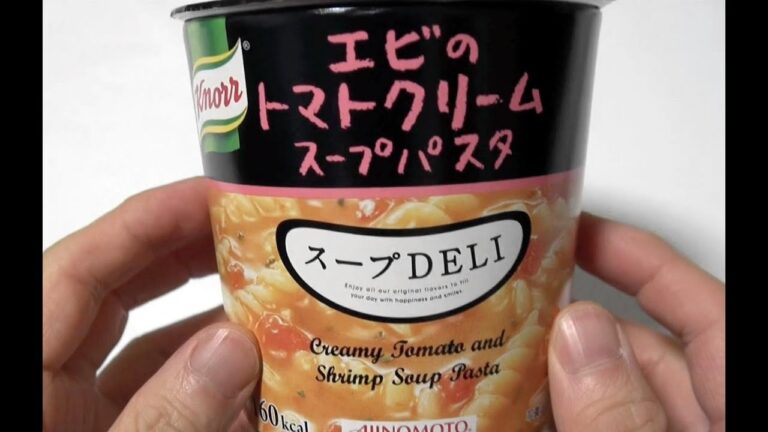 Knorr®
エビの
トマトクリーム
スープパスタ
スープDELI
Enjoy all our original flavors to fill
your day with happiness and smiles.
Creamy Tomato and
Shrimp Soup Pasta
160kcal
AJINOMOTO